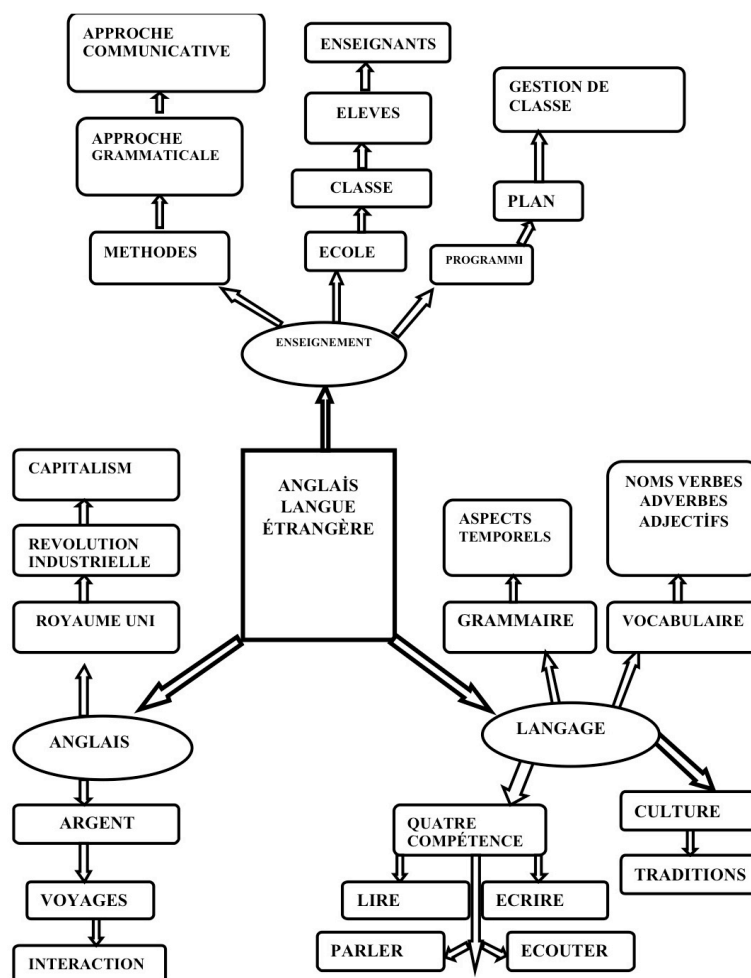 APPROCHE
COMMUNICATIVE
ENSEIGNANTS
GESTION DE
CLASSE
APPROCHE
GRAMMATICALE
ELEVES
CLASSE
PLAN
METHODES
ECOLE
PROGRAMMI
ENSEIGNEMENT
CAPITALISM
ANGLAİS
LANGUE
ÉTRANGÈRE
NOMS VERBES
ADVERBES
ADJECTİFS
ASPECTS
TEMPORELS
REVOLUTION
INDUSTRIELLE
ROYAUME UNI
GRAMMAIRE
VOCABULAIRE
ANGLAIS
LANGAGE
ARGENT
QUATRE
COMPÉTENCE
CULTURE
VOYAGES
LIRE
ECRIRE
TRADITIONS
INTERACTION
PARLER
ECOUTER